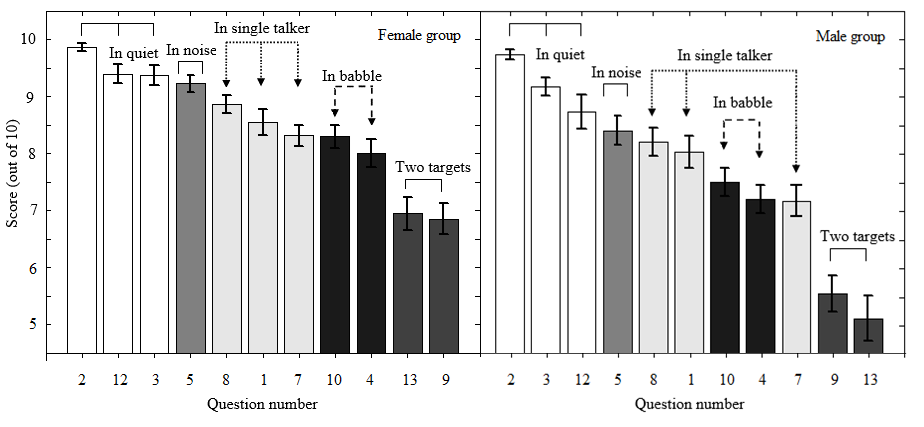 Score (out of 10)
10
9
8
7
6
5
In quiet
In noise
In single talker
In babble
Two targets
Female group
2 12 3 5 8 1 7 10 4 13 9
Question number
In quiet
In noise
In single talker
In babble
Two targets
Male group
2 3 12 5 8 1 10 4 7 9 13
Question number